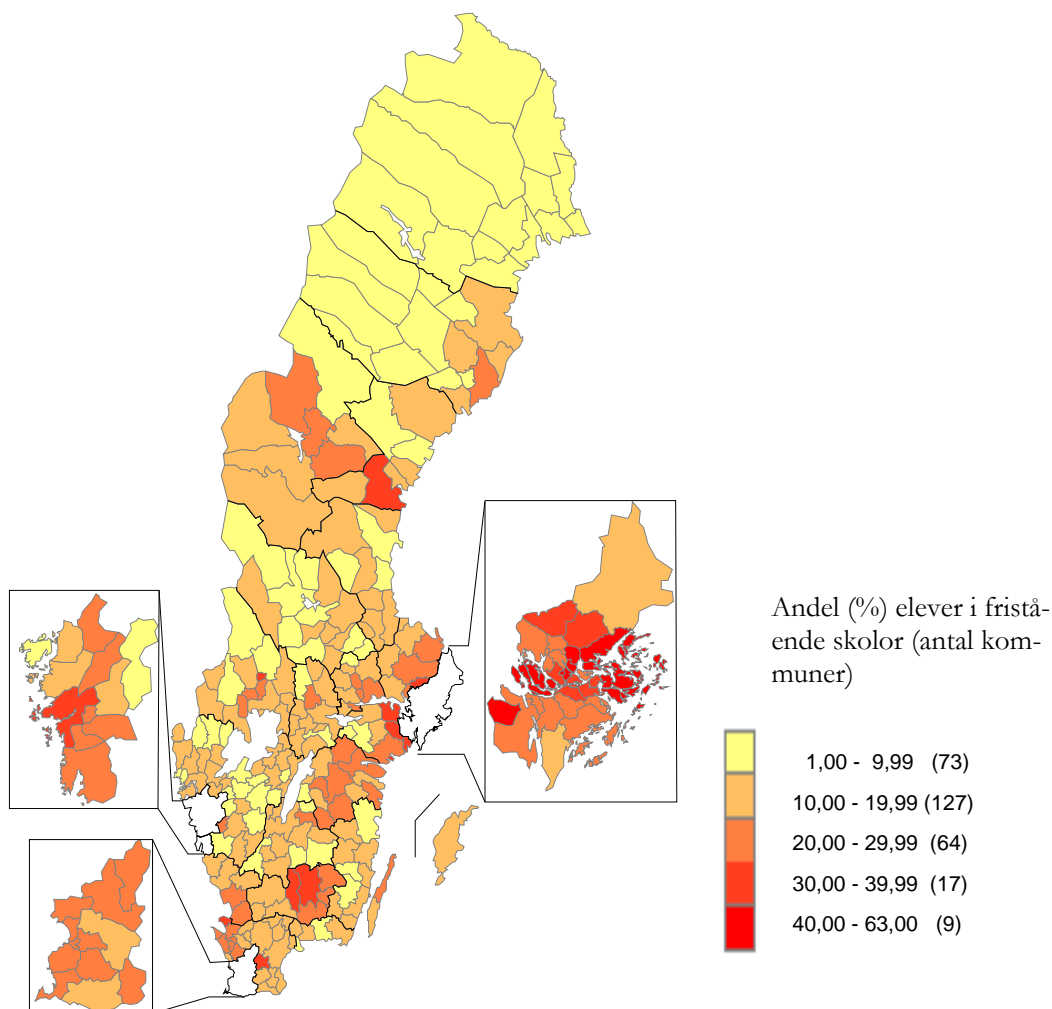 Andel (%) elever i fristå-
ende skolor (antal kom-
muner)
1,00 - 9,99 (73)
10,00 - 19,99 (127)
20,00 - 29,99 (64)
30,00 - 39,99 (17)
40,00 - 63,00 (9)